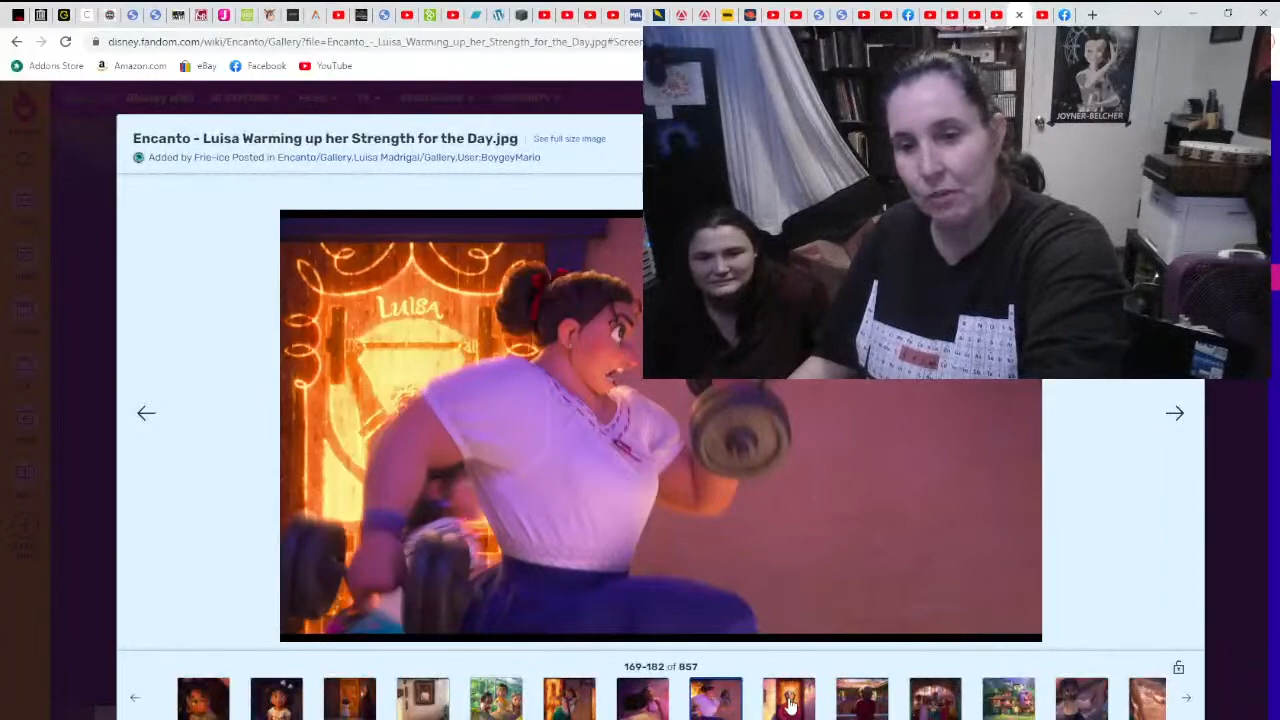 disney.fandom.com/wiki/Encanto/Gallery?file=Encanto_-_Luisa_Warming_up_her_Strength_for_the_Day.jpg#Screen
Addons Store
Amazon.com
eBay
Facebook
YouTube
Encanto - Luisa Warming up her Strength for the Day.jpg
See full size image
Added by Frie-ice Posted in Encanto/Gallery,Luisa Madrigal/Gallery,User:BoygeyMario
JOYNER-BELCHER
LUISA
169-182 of 857